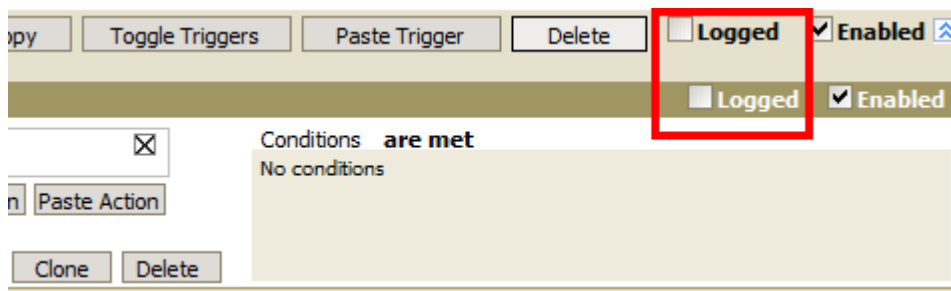 opy Toggle Triggers Paste Trigger Delete Logged Enabled
Logged Enabled
Conditions are met
No conditions
n Paste Action
Clone Delete